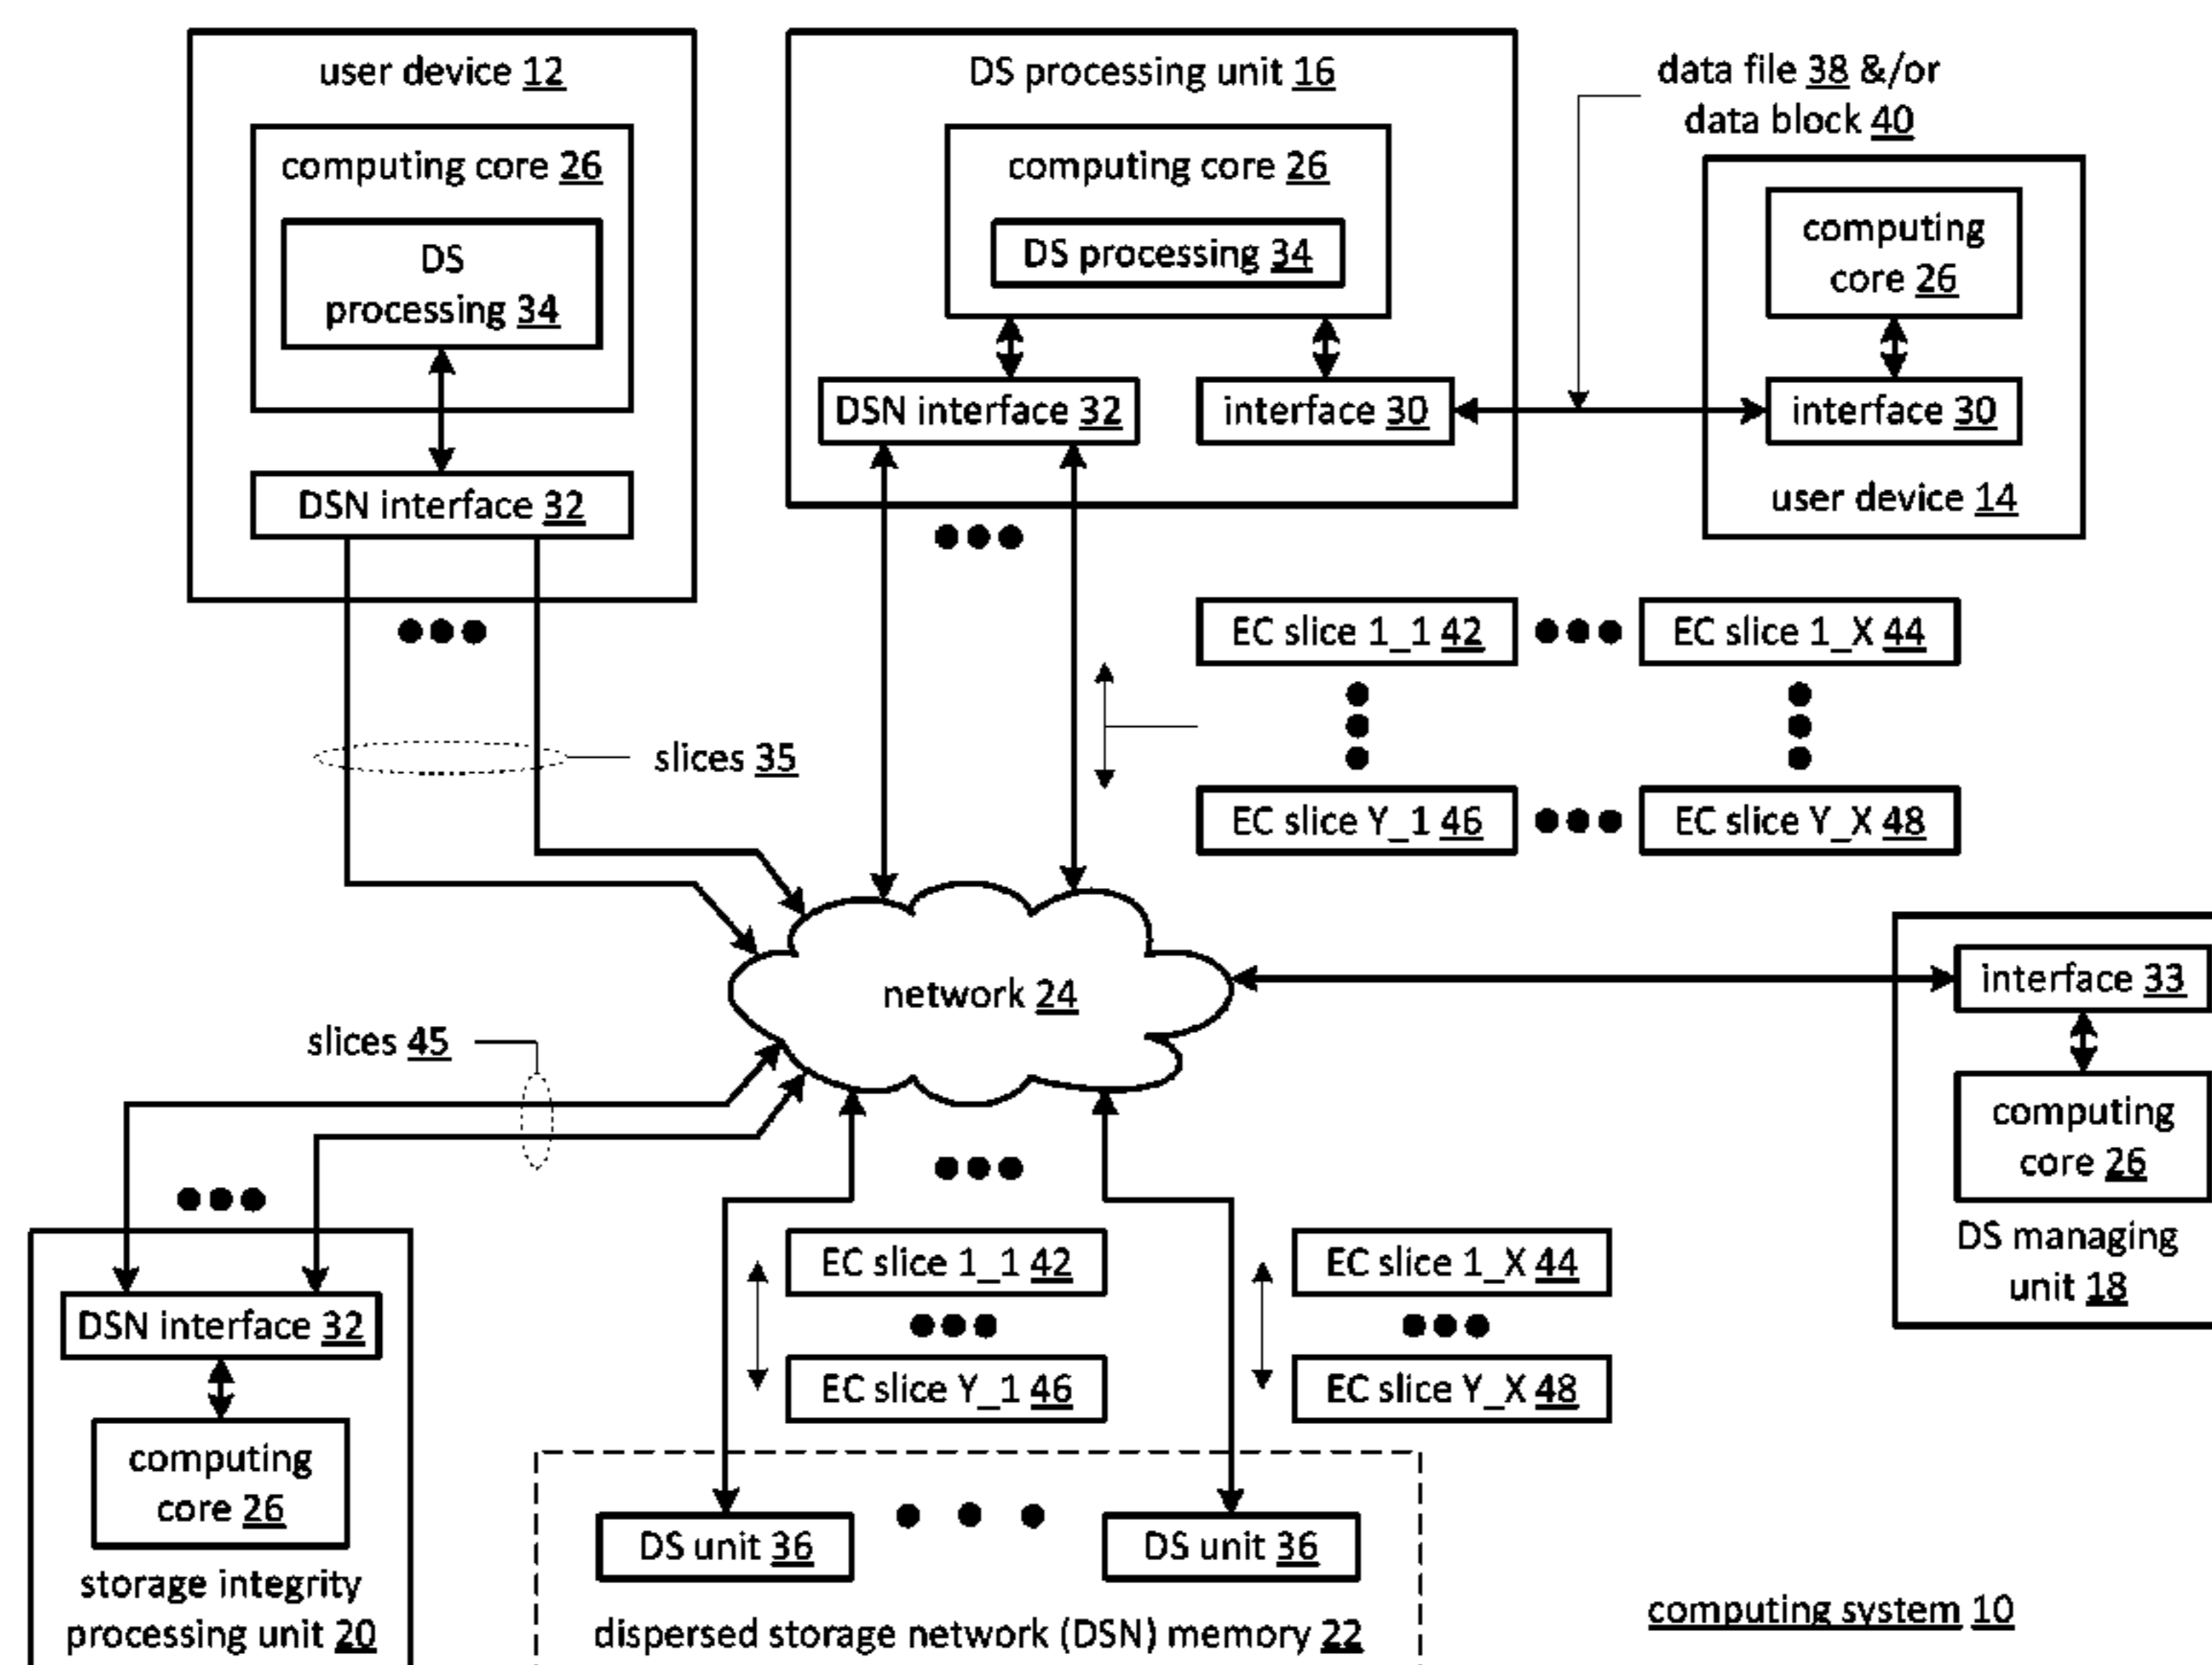 user device 12
computing core 26
DS
processing 34
DSN interface 32
slices 35
DS processing unit 16
computing core 26
DS processing 34
DSN interface 32
interface 30
data file 38 &/or
data block 40
computing
core 26
interface 30
user device 14
EC slice 1_1 42
EC slice 1_X 44
EC slice Y_1 46
EC slice Y_X 48
network 24
interface 33
computing
core 26
DS managing
unit 18
slices 45
DSN interface 32
computing
core 26
storage integrity
processing unit 20
EC slice 1_1 42
EC slice Y_1 46
EC slice 1_X 44
EC slice Y_X 48
DS unit 36
DS unit 36
dispersed storage network (DSN) memory 22
computing system 10